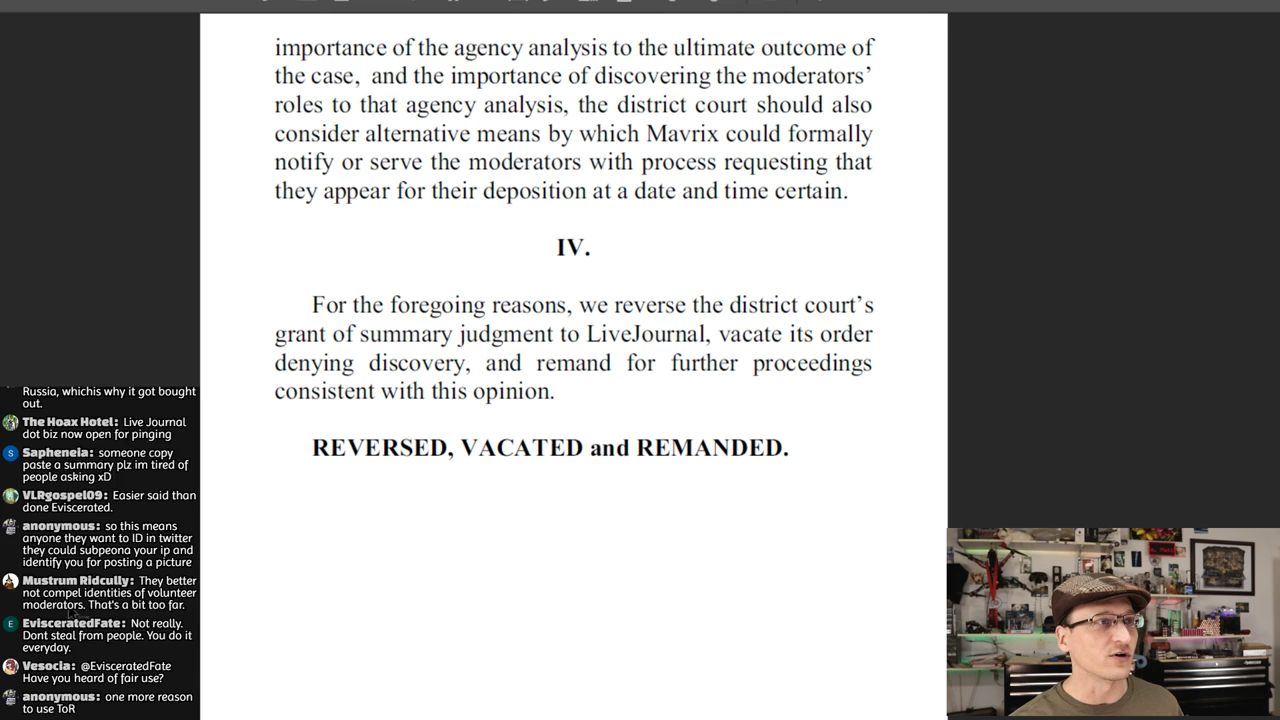 importance of the agency analysis to the ultimate outcome of
the case, and the importance of discovering the moderators’
roles to that agency analysis, the district court should also
consider alternative means by which Mavrix could formally
notify or serve the moderators with process requesting that
they appear for their deposition at a date and time certain.
IV.
For the foregoing reasons, we reverse the district court’s
grant of summary judgment to LiveJournal, vacate its order
denying discovery, and remand for further proceedings
consistent with this opinion.
REVERSED, VACATED and REMANDED.
Russia, whichis why it got bought
out.
The Hoax Hotel: Live Journal
dot biz now open for pinging
S
Sapheneia: someone copy
paste a summary plz im tired of
people asking xD
VLRgospel09: Easier said than
done Eviscerated.
anonymous: so this means
anyone they want to ID in twitter
they could subpeona your ip and
identify you for posting a picture
Mustrum Ridcully: They better
not compel identities of volunteer
moderators. That's a bit too far.
E
EvisceratedFate: Not really.
Dont steal from people. You do it
everyday.
Vesocia: @EvisceratedFate
Have you heard of fair use?
anonymous: one more reason
to use ToR